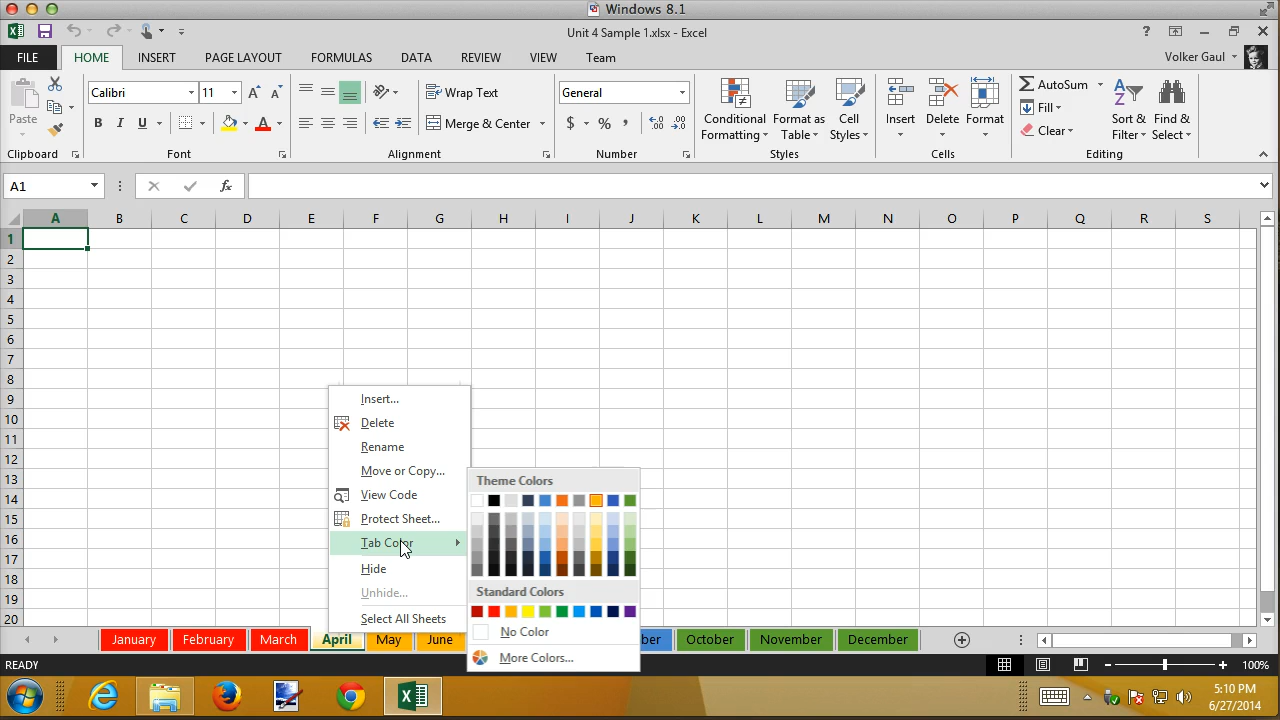 Windows 8.1
Unit 4 Sample 1.xlsx - Excel
?
FILE HOME INSERT PAGE LAYOUT FORMULAS DATA REVIEW VIEW Team Volker Gaul
Paste
Calibri 11
B I U
Wrap Text
Merge & Center
General
$ % ,
Conditional Formatting
Format as Table
Cell Styles
Insert Delete Format
AutoSum
Fill
Clear
Sort & Filter
Find & Select
Clipboard Font Alignment Number Styles Cells Editing
A1 fx
A B C D E F G H I J K L M N O P Q R S
1
2
3
4
5
6
7
8
9
10
11
12
13
14
15
16
17
18
19
20
Insert...
Delete
Rename
Move or Copy...
View Code
Protect Sheet...
Tab Color
Hide
Unhide...
Select All Sheets
Theme Colors
Standard Colors
No Color
More Colors...
January February March April May June ber October November December
READY 100%
5:10 PM
6/27/2014